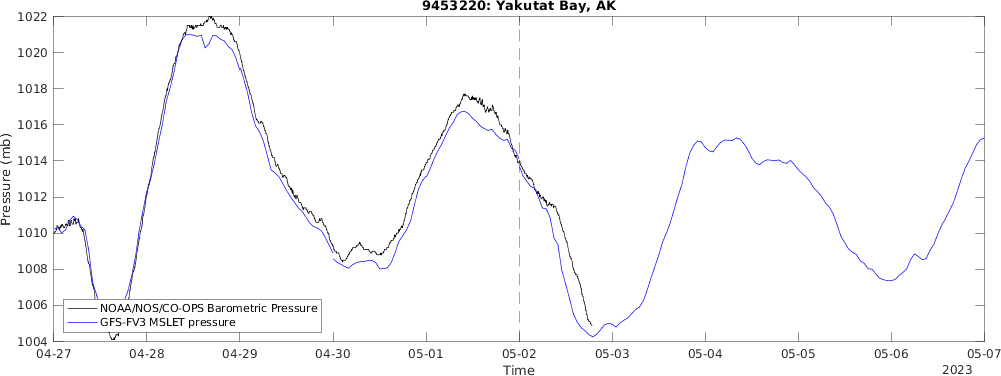 9453220: Yakutat Bay, AK
Pressure (mb)
1022
1020
1018
1016
1014
1012
1010
1008
1006
1004
NOAA/NOS/CO-OPS Barometric Pressure
GFS-FV3 MSLET pressure
04-27 04-28 04-29 04-30 05-01 05-02 05-03 05-04 05-05 05-06 05-07
Time
2023